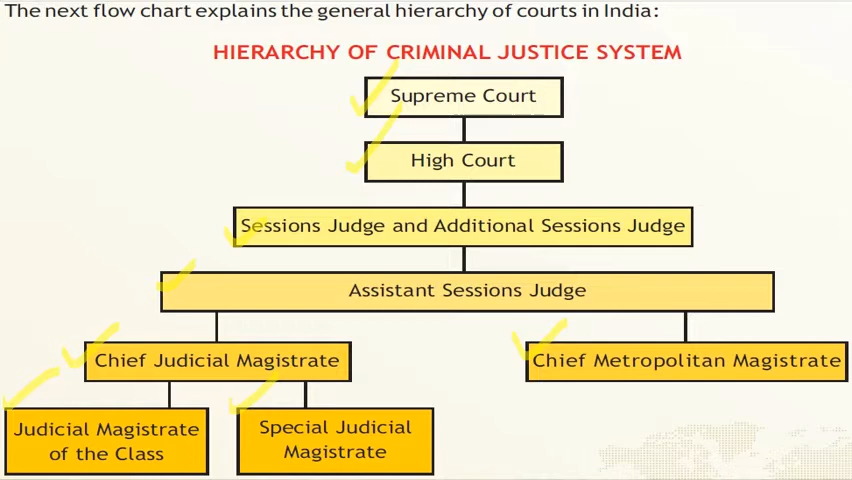 The next flow chart explains the general hierarchy of courts in India:
HIERARCHY OF CRIMINAL JUSTICE SYSTEM
Supreme Court
High Court
Sessions Judge and Additional Sessions Judge
Assistant Sessions Judge
Chief Judicial Magistrate
Chief Metropolitan Magistrate
Judicial Magistrate
of the Class
Special Judicial
Magistrate